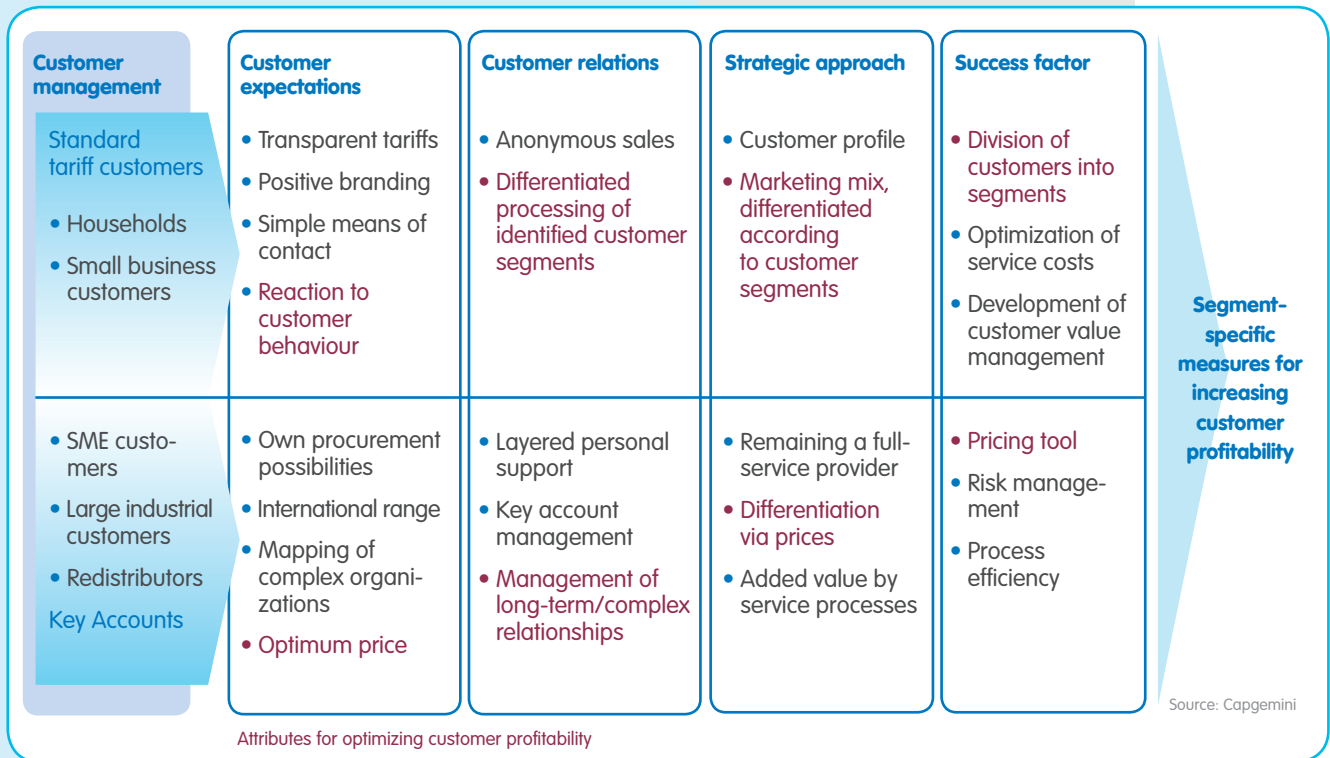 Customer
management
Standard
tariff customers
• Households
• Small business
customers
• SME custo-
mers
• Large industrial
customers
• Redistributors
Key Accounts
Customer
expectations
• Transparent tariffs
• Positive branding
• Simple means of
contact
• Reaction to
customer
behaviour
• Own procurement
possibilities
• International range
• Mapping of
complex organi-
zations
• Optimum price
Customer relations
• Anonymous sales
• Differentiated
processing of
identified customer
segments
• Layered personal
support
• Key account
management
• Management of
long-term/complex
relationships
Strategic approach
• Customer profile
• Marketing mix,
differentiated
according
to customer
segments
• Remaining a full-
service provider
• Differentiation
via prices
• Added value by
service processes
Success factor
• Division of
customers into
segments
• Optimization of
service costs
• Development of
customer value
management
• Pricing tool
• Risk manage-
ment
• Process
efficiency
Segment-
specific
measures for
increasing
customer
profitability
Source: Capgemini
Attributes for optimizing customer profitability